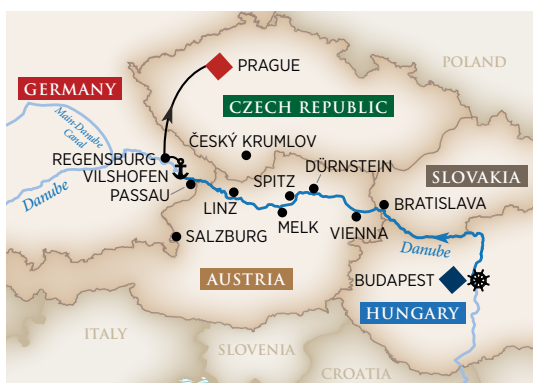 POLAND
PRAGUE
GERMANY
CZECH REPUBLIC
Main-Danube
Canal
ČESKÝ KRUMLOV
REGENSBURG
VILSHOFEN
PASSAU
DÜRNSTEIN
SLOVAKIA
SPITZ
Danube
LINZ
BRATISLAVA
MELK
VIENNA
SALZBURG
Danube
AUSTRIA
BUDAPEST
HUNGARY
ITALY
SLOVENIA
CROATIA